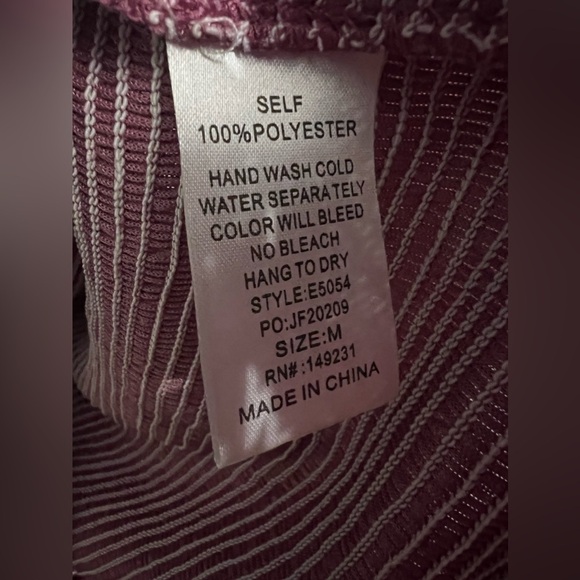 SELF
100%POLYESTER
HAND WASH COLD
WATER SEPARATELY
COLOR WILL BLEED
NO BLEACH
HANG TO DRY
STYLE:E5054
PO:JF20209
SIZE:M
RN#:149231
MADE IN CHINA